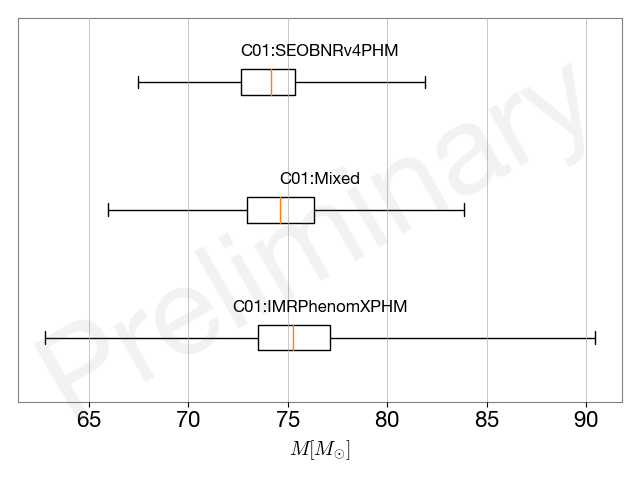 C01:SEOBNRv4PHM
C01:Mixed
C01:IMRPhenomXPHM
Preliminary
65 70 75 80 85 90
M[M⊙]